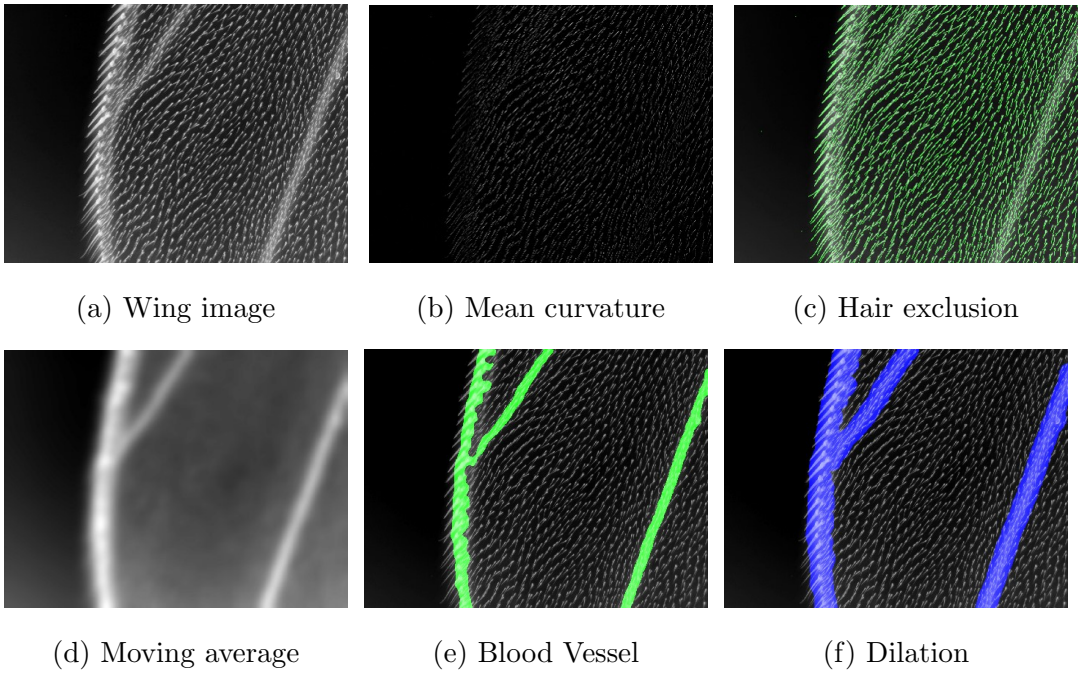 (a) Wing image
(b) Mean curvature
(c) Hair exclusion
(d) Moving average
(e) Blood Vessel
(f) Dilation